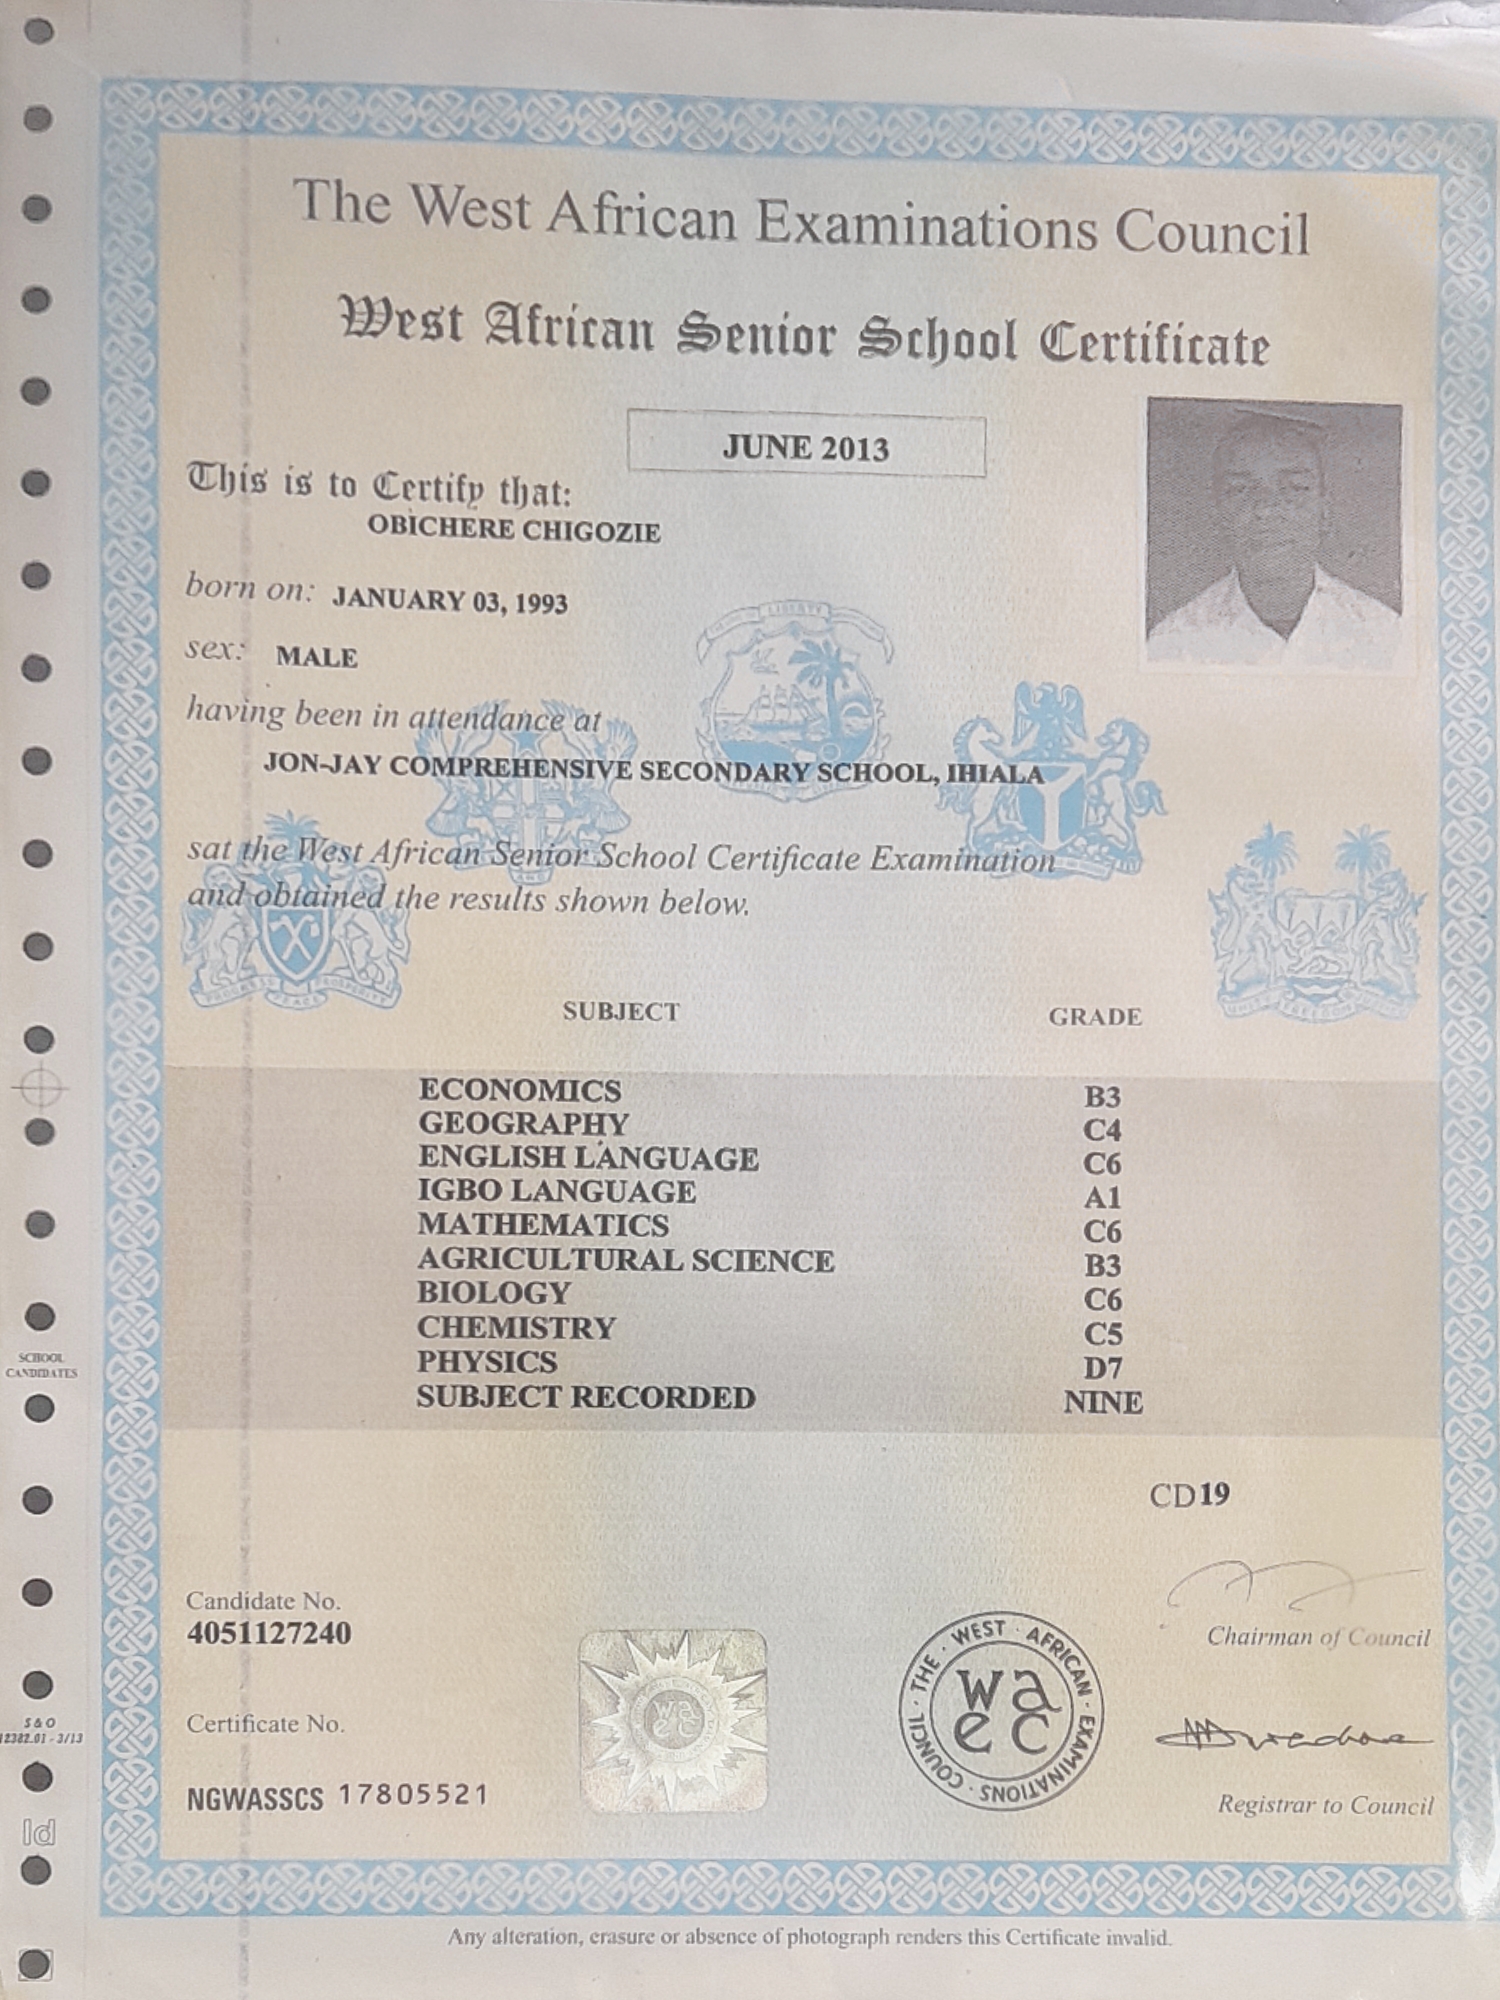 The West African Examinations Council
West African Senior School Certificate
JUNE 2013
This is to Certify that:
OBICHERE CHIGOZIE
born on: JANUARY 03, 1993
sex: MALE
having been in attendance at
JON-JAY COMPREHENSIVE SECONDARY SCHOOL, IHIALA
LIBERTY
sat the West African Senior School Certificate Examination
and obtained the results shown below.
SUBJECT GRADE
ECONOMICS B3
GEOGRAPHY C4
ENGLISH LANGUAGE C6
IGBO LANGUAGE A1
MATHEMATICS C6
AGRICULTURAL SCIENCE B3
BIOLOGY C6
CHEMISTRY C5
PHYSICS D7
SUBJECT RECORDED NINE
SCHOOL
CANDIDATES
CD19
Candidate No.
4051127240
Chairman of Council
Certificate No.
NGWASSCS 17805521
waec
THE · WEST · AFRICAN · EXAMINATIONS · COUNCIL
waec
Registrar to Council
S & O
12382.01 - 3/13
Id
Any alteration, erasure or absence of photograph renders this Certificate invalid.